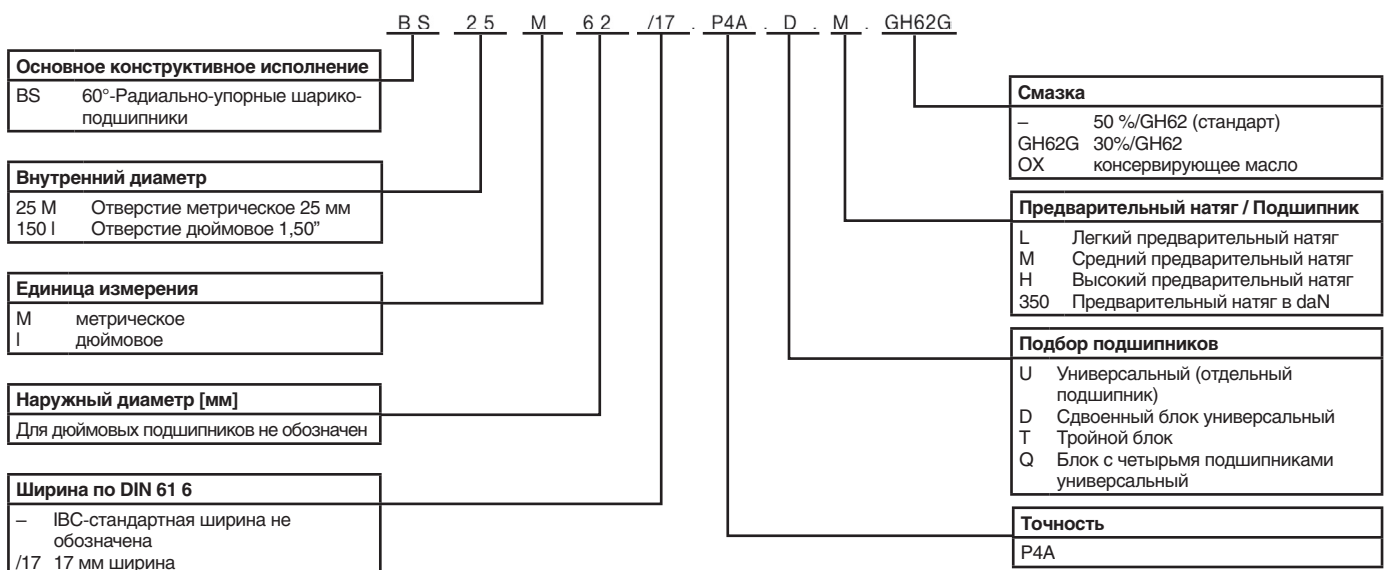 BS 25 M 62 /17 . P4A . D . M . GH62G
Основное конструктивное исполнение
BS 60°-Радиально-упорные шарико-
подшипники
Внутренний диаметр
25 M Отверстие метрическое 25 мм
150 I Отверстие дюймовое 1,50”
Единица измерения
M метрическое
I дюймовое
Наружный диаметр [мм]
Для дюймовых подшипников не обозначен
Ширина по DIN 61 6
– IBC-стандартная ширина не
обозначена
/17 17 мм ширина
Смазка
– 50 %/GH62 (стандарт)
GH62G 30%/GH62
OX консервирующее масло
Предварительный натяг / Подшипник
L Легкий предварительный натяг
M Средний предварительный натяг
H Высокий предварительный натяг
350 Предварительный натяг в daN
Подбор подшипников
U Универсальный (отдельный
подшипник)
D Сдвоенный блок универсальный
T Тройной блок
Q Блок с четырьмя подшипниками
универсальный
Точность
P4A